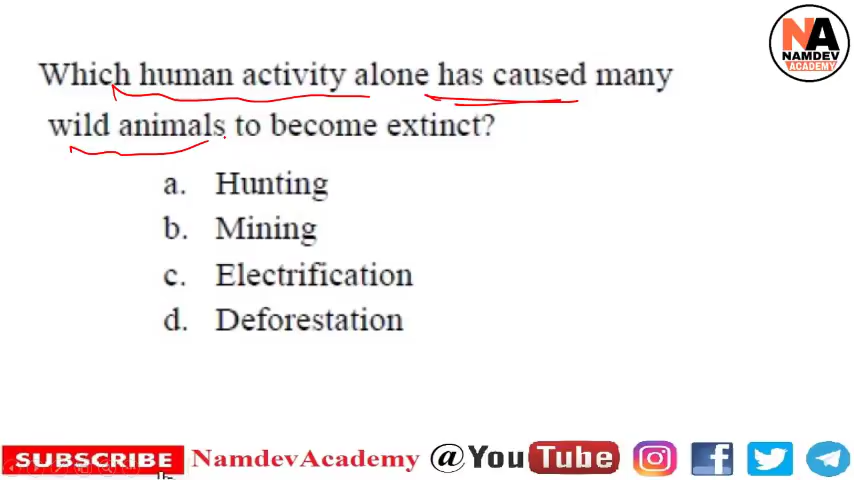 NA
NAMDEV
ACADEMY
Which human activity alone has caused many
wild animals to become extinct?
a. Hunting
b. Mining
c. Electrification
d. Deforestation
SUBSCRIBE NamdevAcademy @YouTube